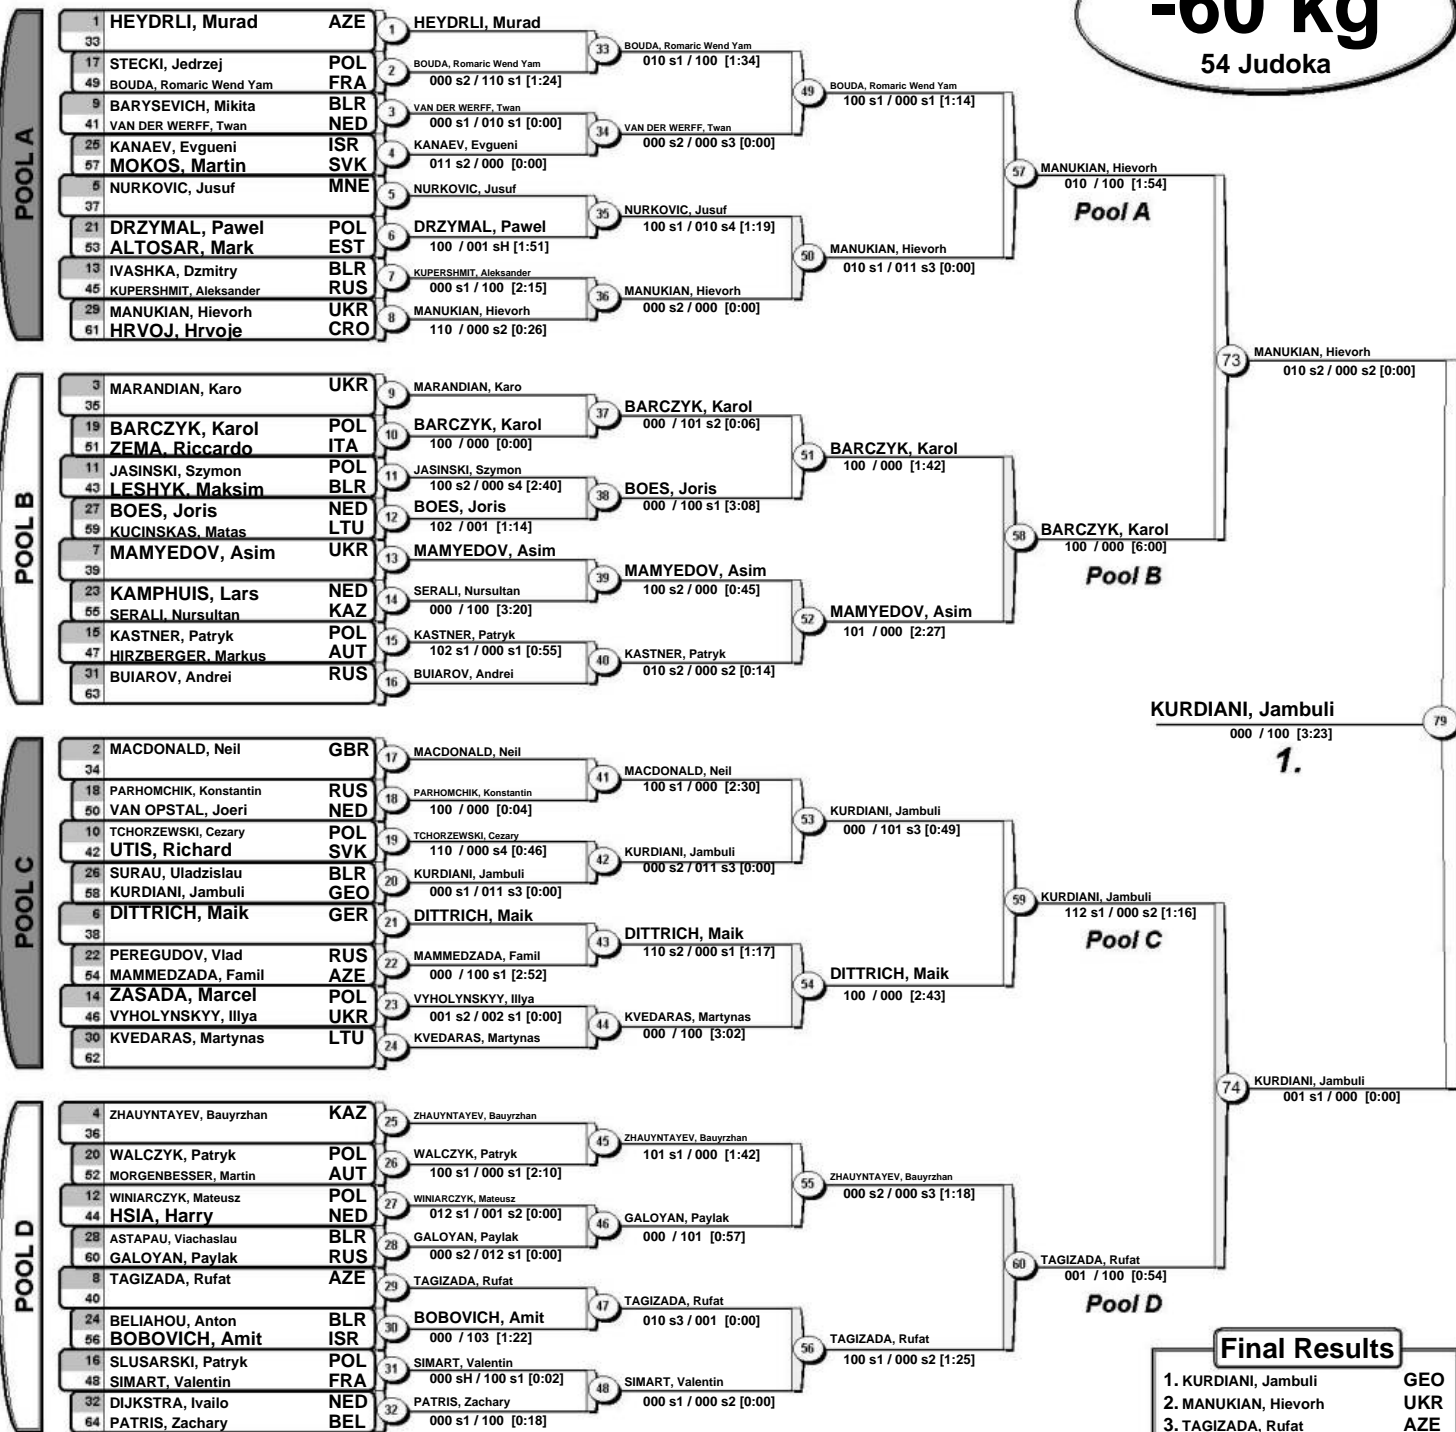 -60 kg
54 Judoka
POOL A
1 HEYDRLI, Murad AZE
33
17 STECKI, Jedrzej POL
49 BOUDA, Romaric Wend Yam FRA
9 BARYSEVICH, Mikita BLR
41 VAN DER WERFF, Twan NED
25 KANAEV, Evgueni ISR
57 MOKOS, Martin SVK
5 NURKOVIC, Jusuf MNE
37
21 DRZYMAL, Pawel POL
53 ALTOSAR, Mark EST
13 IVASHKA, Dzmitry BLR
45 KUPERSHMIT, Aleksander RUS
29 MANUKIAN, Hievorh UKR
61 HRVOJ, Hrvoje CRO
1 HEYDRLI, Murad
2 BOUDA, Romaric Wend Yam
000 s2 / 110 s1 [1:24]
3 VAN DER WERFF, Twan
000 s1 / 010 s1 [0:00]
4 KANAEV, Evgueni
011 s2 / 000 [0:00]
5 NURKOVIC, Jusuf
6 DRZYMAL, Pawel
100 / 001 sH [1:51]
7 KUPERSHMIT, Aleksander
000 s1 / 100 [2:15]
8 MANUKIAN, Hievorh
110 / 000 s2 [0:26]
33 BOUDA, Romaric Wend Yam
010 s1 / 100 [1:34]
34 VAN DER WERFF, Twan
000 s2 / 000 s3 [0:00]
35 NURKOVIC, Jusuf
100 s1 / 010 s4 [1:19]
36 MANUKIAN, Hievorh
000 s2 / 000 [0:00]
49 BOUDA, Romaric Wend Yam
100 s1 / 000 s1 [1:14]
50 MANUKIAN, Hievorh
010 s1 / 011 s3 [0:00]
57 MANUKIAN, Hievorh
010 / 100 [1:54]
Pool A
POOL B
3 MARANDIAN, Karo UKR
35
19 BARCZYK, Karol POL
51 ZEMA, Riccardo ITA
11 JASINSKI, Szymon POL
43 LESHYK, Maksim BLR
27 BOES, Joris NED
59 KUCINSKAS, Matas LTU
7 MAMYEDOV, Asim UKR
39
23 KAMPHUIS, Lars NED
55 SERALI, Nursultan KAZ
15 KASTNER, Patryk POL
47 HIRZBERGER, Markus AUT
31 BUIAROV, Andrei RUS
63
9 MARANDIAN, Karo
10 BARCZYK, Karol
100 / 000 [0:00]
11 JASINSKI, Szymon
100 s2 / 000 s4 [2:40]
12 BOES, Joris
102 / 001 [1:14]
13 MAMYEDOV, Asim
14 SERALI, Nursultan
000 / 100 [3:20]
15 KASTNER, Patryk
102 s1 / 000 s1 [0:55]
16 BUIAROV, Andrei
37 BARCZYK, Karol
000 / 101 s2 [0:06]
38 BOES, Joris
000 / 100 s1 [3:08]
39 MAMYEDOV, Asim
100 s2 / 000 [0:45]
40 KASTNER, Patryk
010 s2 / 000 s2 [0:14]
51 BARCZYK, Karol
100 / 000 [1:42]
52 MAMYEDOV, Asim
101 / 000 [2:27]
58 BARCZYK, Karol
100 / 000 [6:00]
Pool B
73 MANUKIAN, Hievorh
010 s2 / 000 s2 [0:00]
KURDIANI, Jambuli 79
000 / 100 [3:23]
1.
POOL C
2 MACDONALD, Neil GBR
34
18 PARHOMCHIK, Konstantin RUS
50 VAN OPSTAL, Joeri NED
10 TCHORZEWSKI, Cezary POL
42 UTIS, Richard SVK
26 SURAU, Uladzislau BLR
58 KURDIANI, Jambuli GEO
6 DITTRICH, Maik GER
38
22 PEREGUDOV, Vlad RUS
54 MAMMEDZADA, Famil AZE
14 ZASADA, Marcel POL
46 VYHOLYNSKYY, Illya UKR
30 KVEDARAS, Martynas LTU
62
17 MACDONALD, Neil
18 PARHOMCHIK, Konstantin
100 / 000 [0:04]
19 TCHORZEWSKI, Cezary
110 / 000 s4 [0:46]
20 KURDIANI, Jambuli
000 s1 / 011 s3 [0:00]
21 DITTRICH, Maik
22 MAMMEDZADA, Famil
000 / 100 s1 [2:52]
23 VYHOLYNSKYY, Illya
001 s2 / 002 s1 [0:00]
24 KVEDARAS, Martynas
41 MACDONALD, Neil
100 s1 / 000 [2:30]
42 KURDIANI, Jambuli
000 s2 / 011 s3 [0:00]
43 DITTRICH, Maik
110 s2 / 000 s1 [1:17]
44 KVEDARAS, Martynas
000 / 100 [3:02]
53 KURDIANI, Jambuli
000 / 101 s3 [0:49]
54 DITTRICH, Maik
100 / 000 [2:43]
59 KURDIANI, Jambuli
112 s1 / 000 s2 [1:16]
Pool C
POOL D
4 ZHAUYNTAYEV, Bauyrzhan KAZ
36
20 WALCZYK, Patryk POL
52 MORGENBESSER, Martin AUT
12 WINIARCZYK, Mateusz POL
44 HSIA, Harry NED
28 ASTAPAU, Viachaslau BLR
60 GALOYAN, Paylak RUS
8 TAGIZADA, Rufat AZE
40
24 BELIAHOU, Anton BLR
56 BOBOVICH, Amit ISR
16 SLUSARSKI, Patryk POL
48 SIMART, Valentin FRA
32 DIJKSTRA, Ivailo NED
64 PATRIS, Zachary BEL
25 ZHAUYNTAYEV, Bauyrzhan
26 WALCZYK, Patryk
100 s1 / 000 s1 [2:10]
27 WINIARCZYK, Mateusz
012 s1 / 001 s2 [0:00]
28 GALOYAN, Paylak
000 s2 / 012 s1 [0:00]
29 TAGIZADA, Rufat
30 BOBOVICH, Amit
000 / 103 [1:22]
31 SIMART, Valentin
000 sH / 100 s1 [0:02]
32 PATRIS, Zachary
000 s1 / 100 [0:18]
45 ZHAUYNTAYEV, Bauyrzhan
101 s1 / 000 [1:42]
46 GALOYAN, Paylak
000 / 101 [0:57]
47 TAGIZADA, Rufat
010 s3 / 001 [0:00]
48 SIMART, Valentin
000 s1 / 000 s2 [0:00]
55 ZHAUYNTAYEV, Bauyrzhan
000 s2 / 000 s3 [1:18]
56 TAGIZADA, Rufat
100 s1 / 000 s2 [1:25]
60 TAGIZADA, Rufat
001 / 100 [0:54]
Pool D
74 KURDIANI, Jambuli
001 s1 / 000 [0:00]
Final Results
1. KURDIANI, Jambuli GEO
2. MANUKIAN, Hievorh UKR
3. TAGIZADA, Rufat AZE